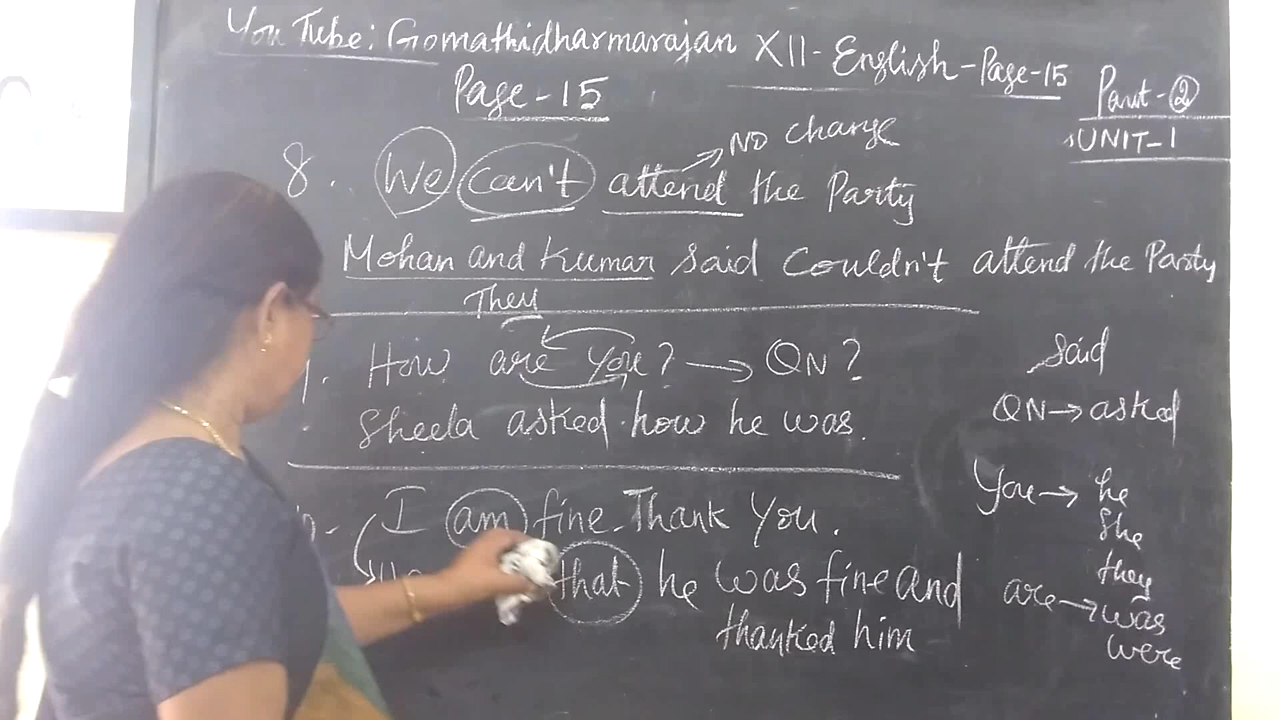 You Tube: Gomathidharmarajan XII - English - Page - 15
Page - 15
Part - 2
UNIT - 1
No change
8. We can't attend the Party
Mohan and Kumar said couldn't attend the Party
They
How are you? → QN?
Sheela asked how he was.
said
QN → asked
I am fine. Thank you.
that he was fine and
thanked him
You → he
she
they
are → was
were